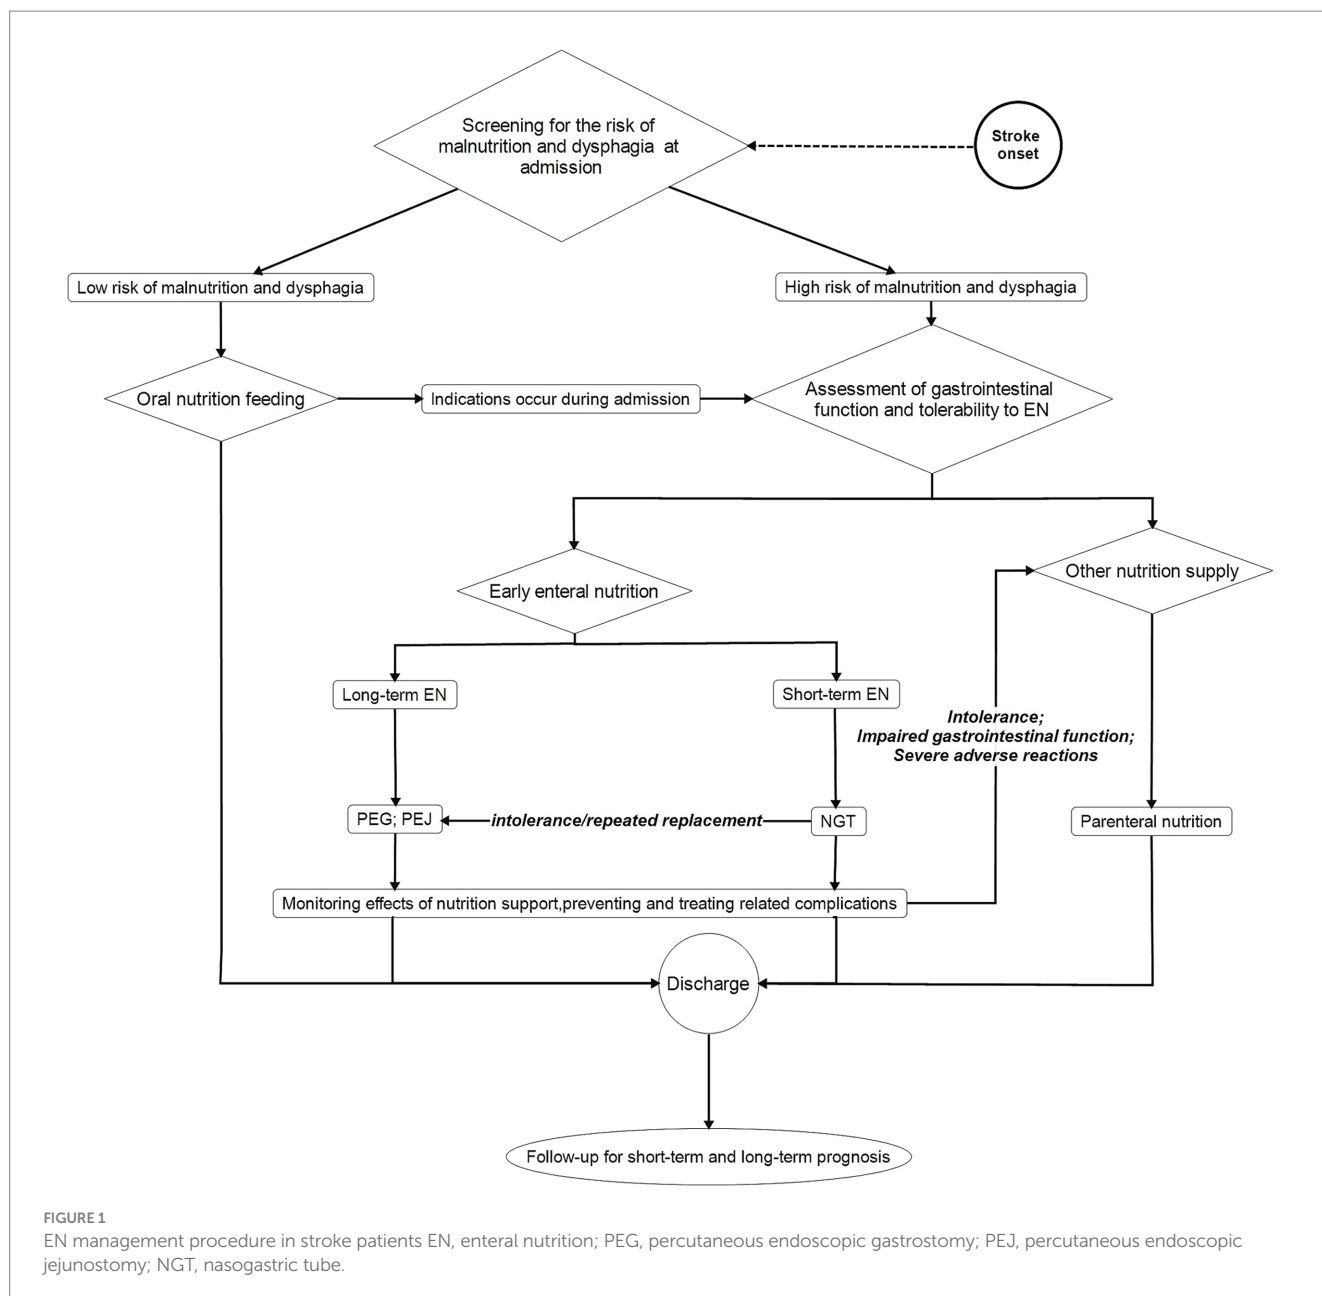 Screening for the risk of
malnutrition and dysphagia at
admission
Stroke
onset
Low risk of malnutrition and dysphagia
High risk of malnutrition and dysphagia
Oral nutrition feeding
Indications occur during admission
Assessment of gastrointestinal
function and tolerability to EN
Early enteral nutrition
Other nutrition supply
Long-term EN
Short-term EN
Intolerance;
Impaired gastrointestinal function;
Severe adverse reactions
PEG; PEJ
intolerance/repeated replacement
NGT
Parenteral nutrition
Monitoring effects of nutrition support,preventing and treating related complications
Discharge
Follow-up for short-term and long-term prognosis
FIGURE 1
EN management procedure in stroke patients EN, enteral nutrition; PEG, percutaneous endoscopic gastrostomy; PEJ, percutaneous endoscopic
jejunostomy; NGT, nasogastric tube.